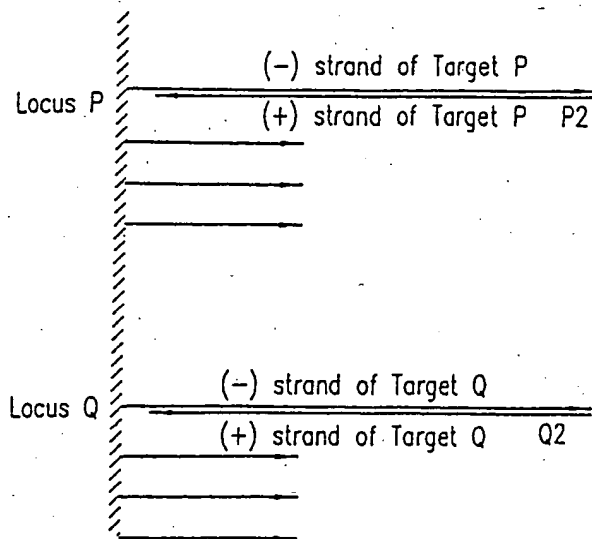 (-) strand of Target P
Locus P
(+) strand of Target P P2
(-) strand of Target Q
Locus Q
(+) strand of Target Q Q2